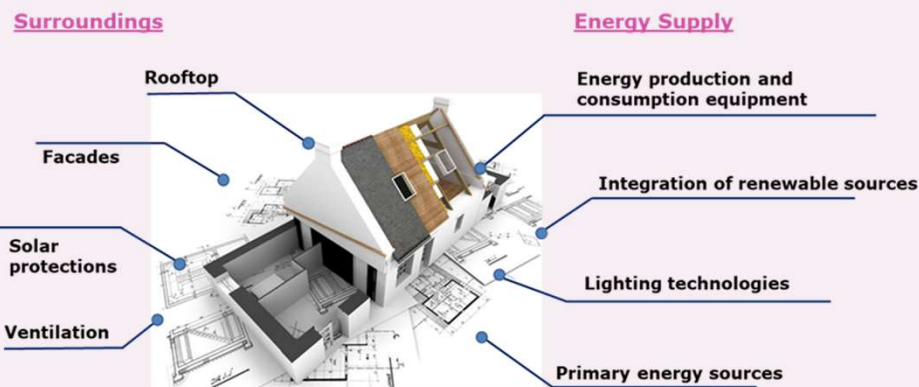 Surroundings
Rooftop
Facades
Solar
protections
Ventilation
Energy Supply
Energy production and
consumption equipment
Integration of renewable sources
Lighting technologies
Primary energy sources